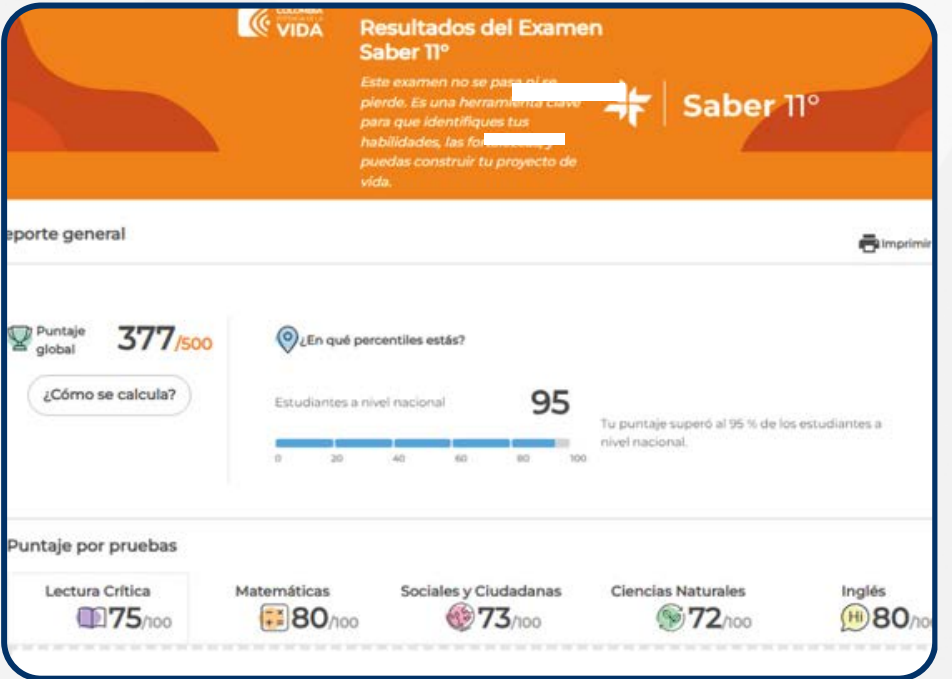 COLOMBIA
POTENCIA DE LA
VIDA
Resultados del Examen
Saber 11°
Este examen no se pasa ni se
pierde. Es una herramienta clave
para que identifiques tus
habilidades, las y
puedas construir tu proyecto de
vida.
Saber 11°
eporte general
Imprimir
Puntaje
global
377/500
¿Cómo se calcula?
¿En qué percentiles estás?
Estudiantes a nivel nacional
95
0 20 40 60 80 100
Tu puntaje superó al 95 % de los estudiantes a
nivel nacional.
Puntaje por pruebas
Lectura Crítica
75/100
Matemáticas
80/100
Sociales y Ciudadanas
73/100
Ciencias Naturales
72/100
Inglés
Hi
80/100